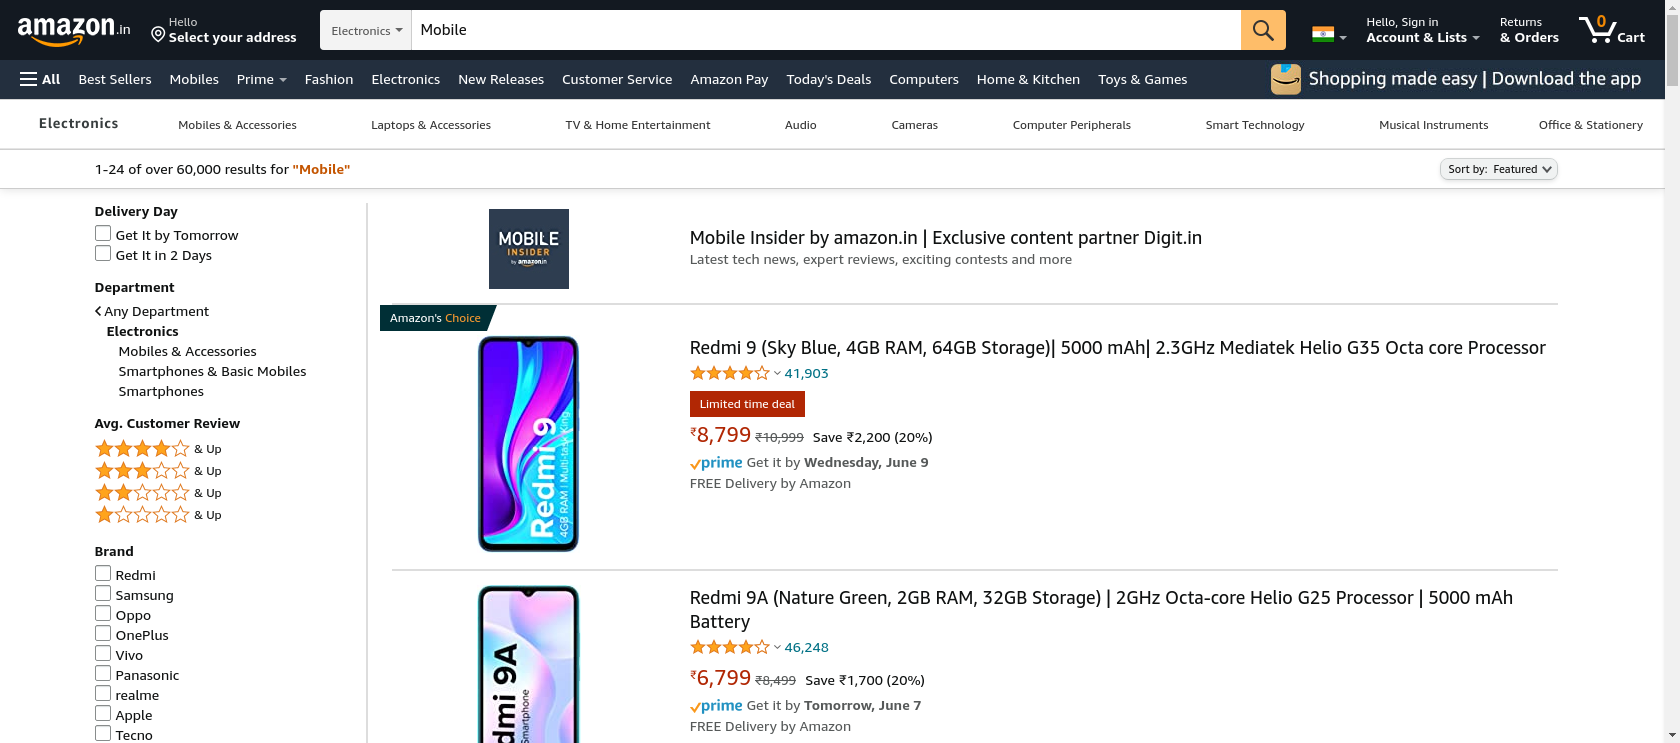 amazon.in
Hello
Select your address
Electronics
Mobile
Hello, Sign in
Account & Lists
Returns
& Orders
0
Cart
All
Best Sellers
Mobiles
Prime
Fashion
Electronics
New Releases
Customer Service
Amazon Pay
Today's Deals
Computers
Home & Kitchen
Toys & Games
Shopping made easy | Download the app
Electronics
Mobiles & Accessories
Laptops & Accessories
TV & Home Entertainment
Audio
Cameras
Computer Peripherals
Smart Technology
Musical Instruments
Office & Stationery
1-24 of over 60,000 results for "Mobile"
Sort by: Featured
Delivery Day
Get It by Tomorrow
Get It in 2 Days
Department
Any Department
Electronics
Mobiles & Accessories
Smartphones & Basic Mobiles
Smartphones
Avg. Customer Review
& Up
& Up
& Up
& Up
Brand
Redmi
Samsung
Oppo
OnePlus
Vivo
Panasonic
realme
Apple
Tecno
MOBILE
INSIDER
by amazon.in
Mobile Insider by amazon.in | Exclusive content partner Digit.in
Latest tech news, expert reviews, exciting contests and more
Amazon's Choice
Redmi 9
4GB RAM | Multi-task King
Redmi 9 (Sky Blue, 4GB RAM, 64GB Storage)| 5000 mAh| 2.3GHz Mediatek Helio G35 Octa core Processor
41,903
Limited time deal
₹8,799 ₹10,999 Save ₹2,200 (20%)
prime Get it by Wednesday, June 9
FREE Delivery by Amazon
dmi 9A
Smartphone
Redmi 9A (Nature Green, 2GB RAM, 32GB Storage) | 2GHz Octa-core Helio G25 Processor | 5000 mAh
Battery
46,248
₹6,799 ₹8,499 Save ₹1,700 (20%)
prime Get it by Tomorrow, June 7
FREE Delivery by Amazon